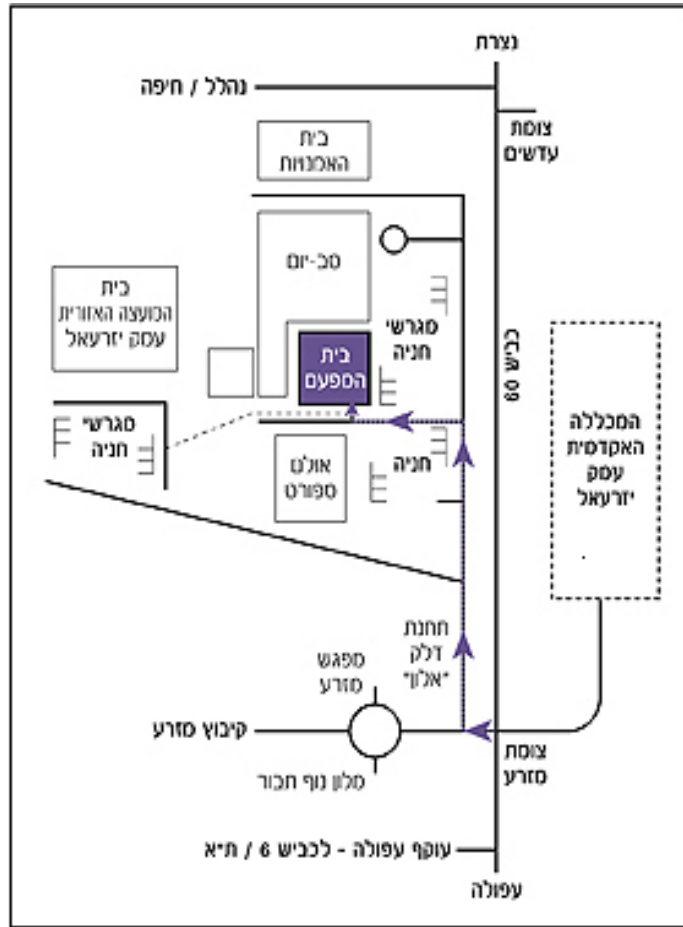 נצרת
נהלל / חיפה
צומת
עדשים
בית
האמנויות
סב-יום
בית
המועצה האזורית
עמק יזרעאל
מגרשי
חניה
בית
המפעם
כביש 60
המכללה
האקדמית
עמק
יזרעאל
מגרשי
חניה
אולם
ספורט
חניה
תחנת
דלק
"אלון"
מפגש
מזרע
קיבוץ מזרע
צומת
מזרע
מלון נוף תבור
עוקף עפולה - לכביש 6 / ת"א
עפולה